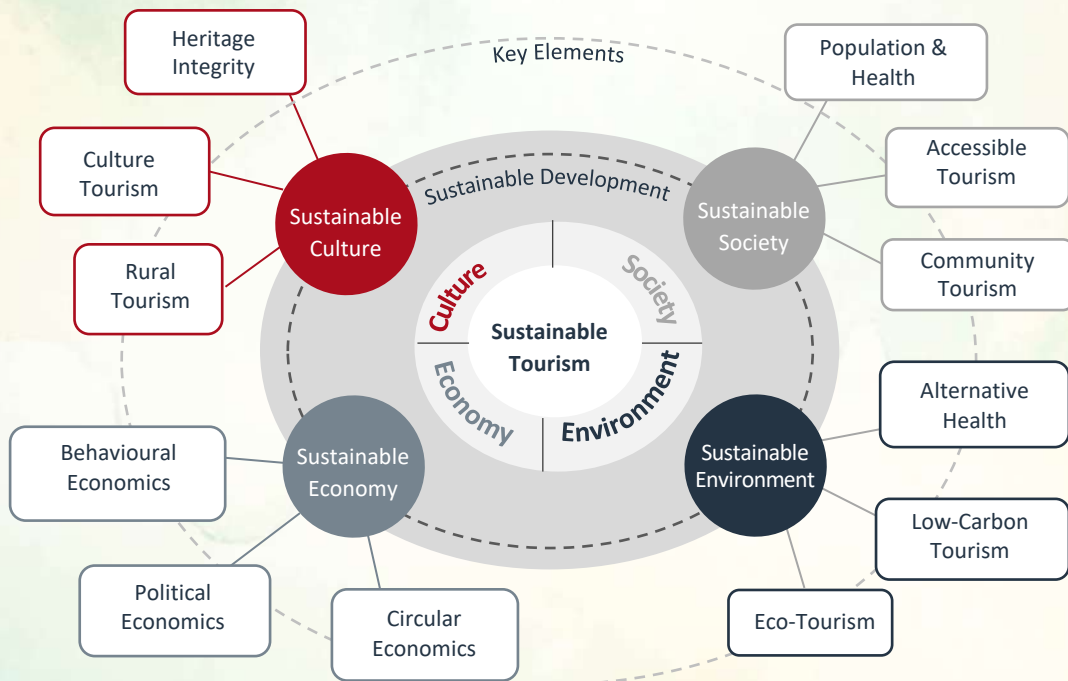 Heritage
Integrity
Key Elements
Population &
Health
Culture
Tourism
Accessible
Tourism
Sustainable Development
Sustainable
Culture
Sustainable
Society
Rural
Tourism
Community
Tourism
Culture
Society
Sustainable
Tourism
Economy
Environment
Alternative
Health
Behavioural
Economics
Sustainable
Economy
Sustainable
Environment
Low-Carbon
Tourism
Political
Economics
Circular
Economics
Eco-Tourism